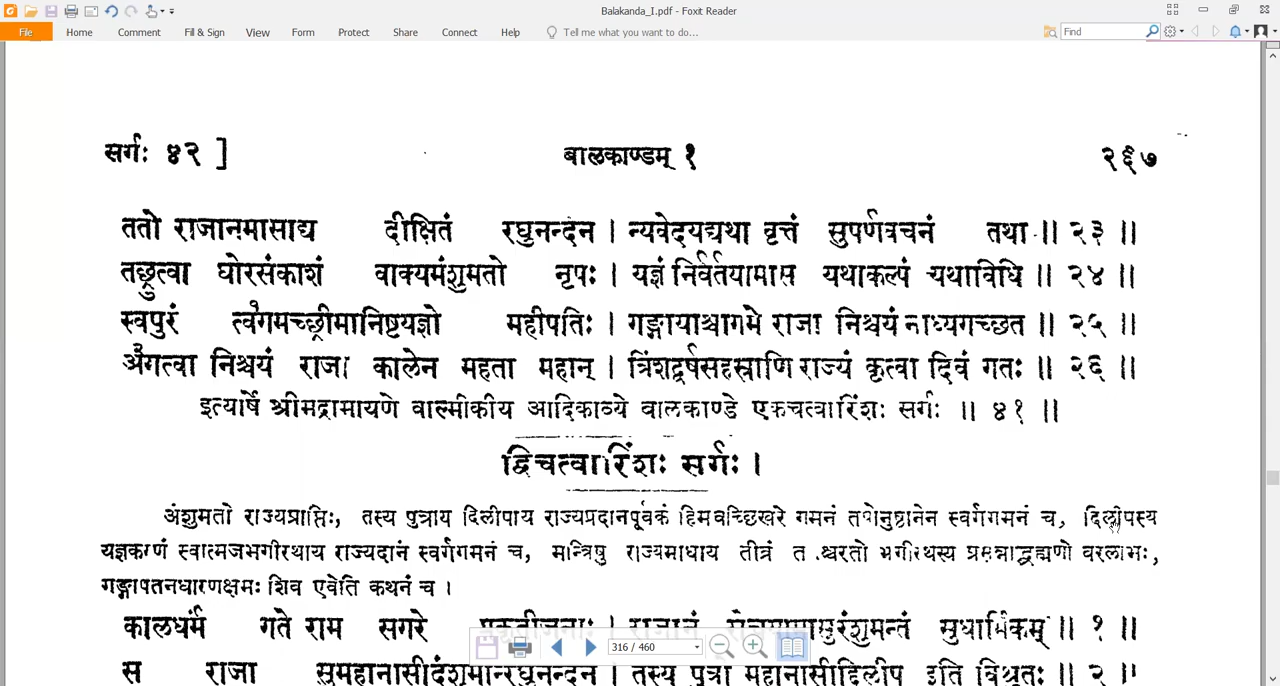 Balakanda_I.pdf - Foxit Reader
File Home Comment Fill & Sign View Form Protect Share Connect Help Tell me what you want to do... Find
सर्गः ४२ ] बालकाण्डम् १ २६७
ततो राजानमासाद्य दीक्षितं रघुनन्दन । न्यवेदयद्यथा वृत्तं सुपर्णवचनं तथा ॥ २३ ॥
तछ्रुत्वा घोरसंकाशं वाक्यमंशुमतो नृपः । यज्ञं निर्वर्तयामास यथाकल्पं यथाविधि ॥ २४ ॥
स्वपुरं त्वगमच्छ्रीमानिष्टयज्ञो महीपतिः । गङ्गायाश्चागमे राजा निश्चयं नाध्यगच्छत ॥ २५ ॥
अगत्वा निश्चयं राजा कालेन महता महान् । त्रिंशद्वर्षसहस्राणि राज्यं कृत्वा दिवं गतः ॥ २६ ॥
इत्यार्षे श्रीमद्रामायणे वाल्मीकीय आदिकाव्ये बालकाण्डे एकचत्वारिंशः सर्गः ॥ ४१ ॥
द्विचत्वारिंशः सर्गः ।
अंशुमतो राज्यप्राप्तिः, तस्य पुत्राय दिलीपाय राज्यप्रदानपूर्वकं हिमवच्छिखरे गमनं तपोनुष्ठानेन स्वर्गगमनं च, दिलीपस्य
यज्ञकरणं स्वात्मजभगीरथाय राज्यदानं स्वर्गगमनं च, मन्त्रिषु राज्यमाधाय तीव्रं भगीरथस्य प्रसन्नाद्ब्रह्मणो वरलाभः,
गङ्गापतनधारणक्षमः शिव एवेति कथनं च ।
कालधर्मं गते राम सगरे । राजानं सुरंशुमन्तं सुधार्मिकम् ॥ १ ॥
316 / 460
स राजा सुमहानासीदंशुमान्रघुनन्दन । तस्य पुत्रो महानासीद्दिलीप इति विश्रुतः ॥ २ ॥